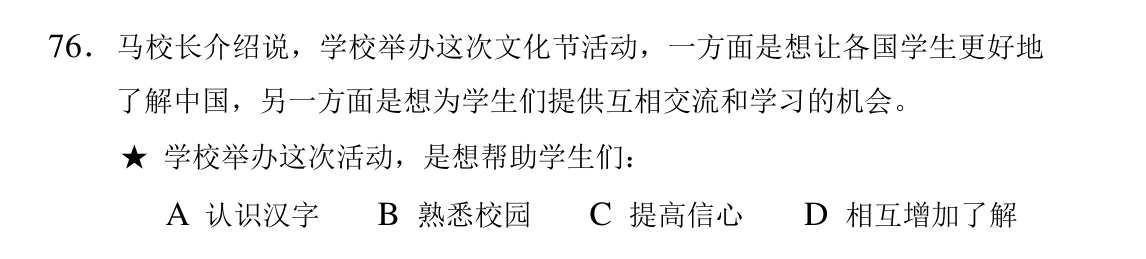 76．马校长介绍说，学校举办这次文化节活动，一方面是想让各国学生更好地
了解中国，另一方面是想为学生们提供互相交流和学习的机会。
★ 学校举办这次活动，是想帮助学生们：
A 认识汉字 B 熟悉校园 C 提高信心 D 相互增加了解